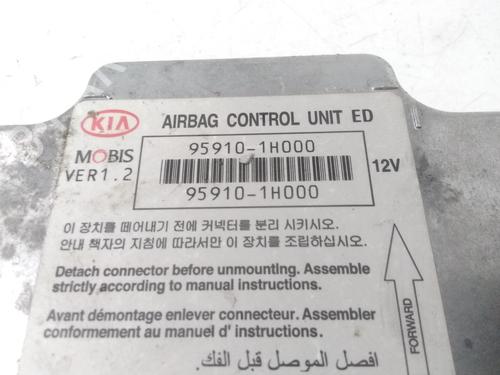 KIA
AIRBAG CONTROL UNIT ED
MOBIS
VER1.2
95910-1H000
12V
95910-1H000
이 장치를 떼어내기 전에 커넥터를 분리 시키시오.
안내 책자의 지침에 따라서만 이 장치를 조립하십시오.
Detach connector before unmounting. Assemble
strictly according to manual instructions.
Avant démontage enlever connecteur. Assembler
conformement au manuel d' instructions.
افصل الموصل قبل الفك.
FORWARD